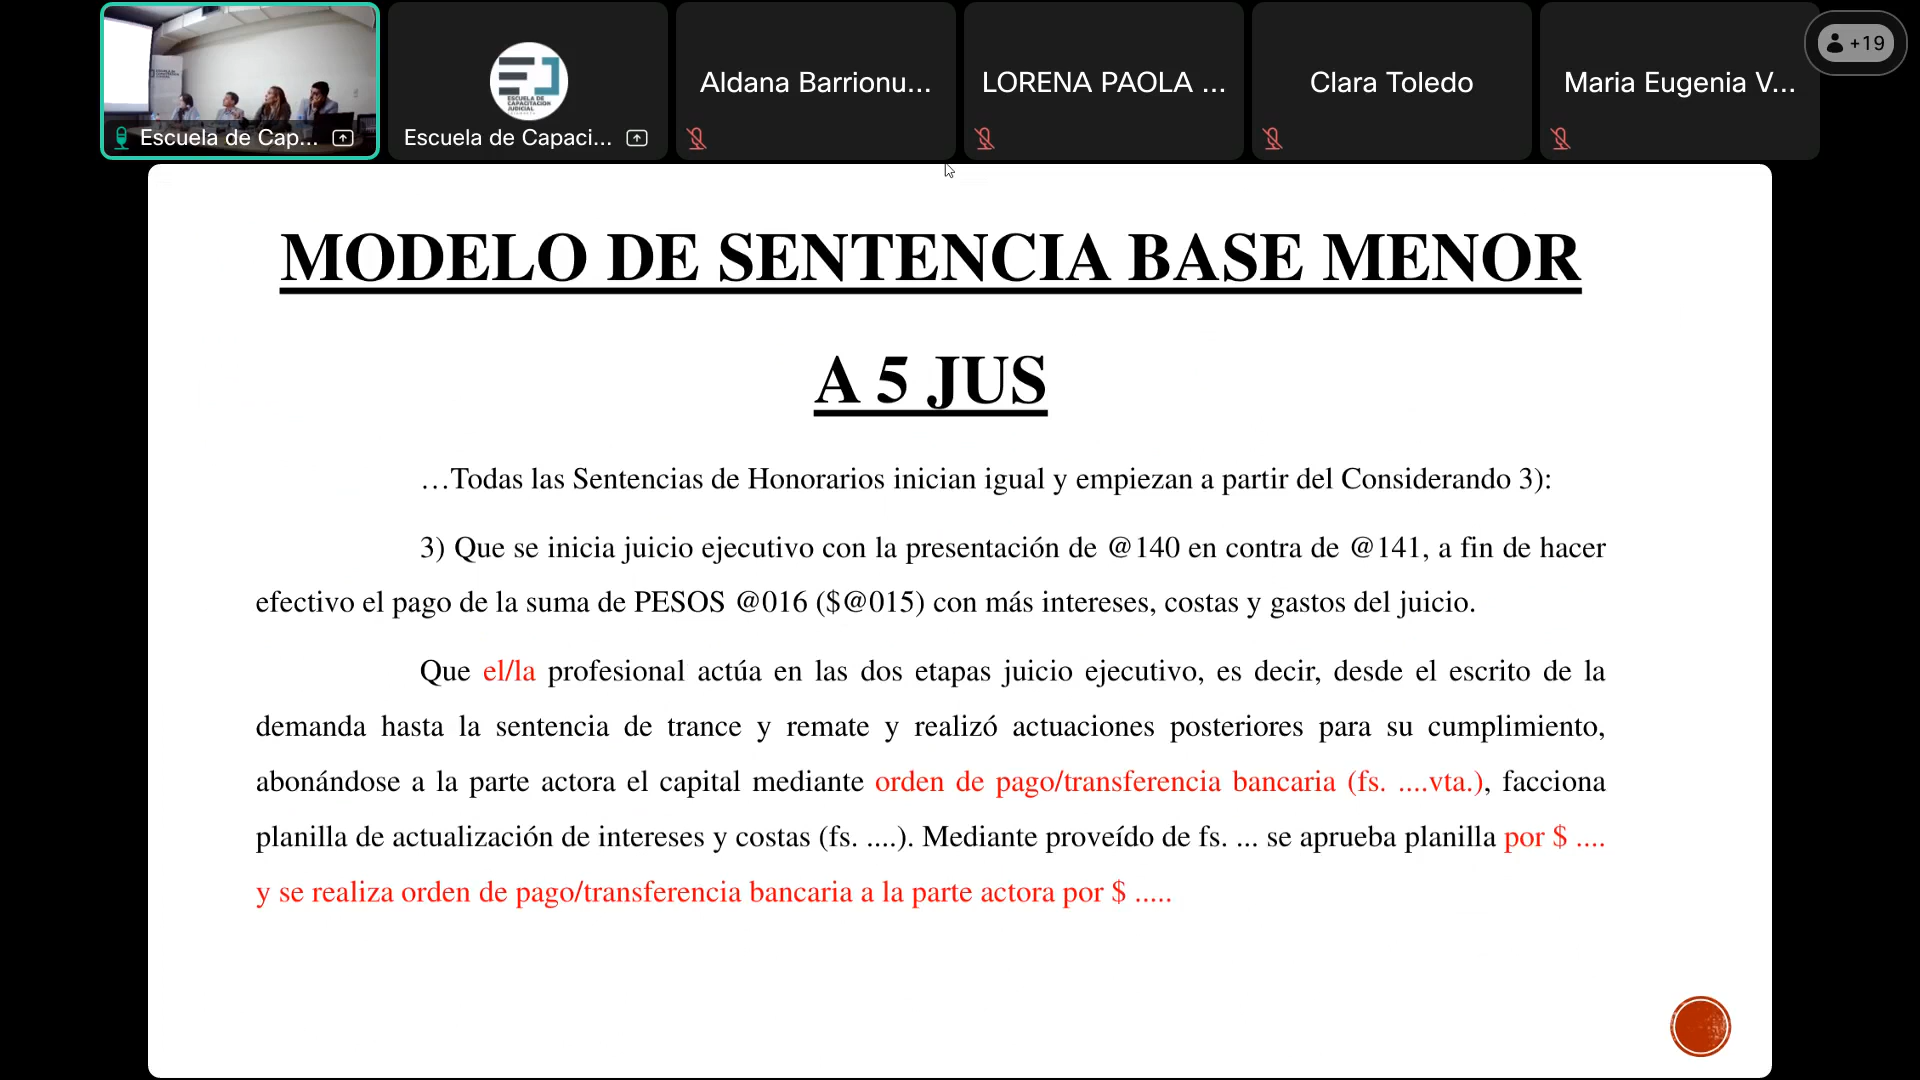 Escuela de Cap...
ESCUELA DE
CAPACITACIÓN
JUDICIAL
Escuela de Capaci...
Aldana Barrionu...
LORENA PAOLA ...
Clara Toledo
Maria Eugenia V...
+19
MODELO DE SENTENCIA BASE MENOR
A 5 JUS
…Todas las Sentencias de Honorarios inician igual y empiezan a partir del Considerando 3):
3) Que se inicia juicio ejecutivo con la presentación de @140 en contra de @141, a fin de hacer
efectivo el pago de la suma de PESOS @016 ($@015) con más intereses, costas y gastos del juicio.
Que el/la profesional actúa en las dos etapas juicio ejecutivo, es decir, desde el escrito de la
demanda hasta la sentencia de trance y remate y realizó actuaciones posteriores para su cumplimiento,
abonándose a la parte actora el capital mediante orden de pago/transferencia bancaria (fs. ....vta.), facciona
planilla de actualización de intereses y costas (fs. ....). Mediante proveído de fs. ... se aprueba planilla por $ ....
y se realiza orden de pago/transferencia bancaria a la parte actora por $ .....